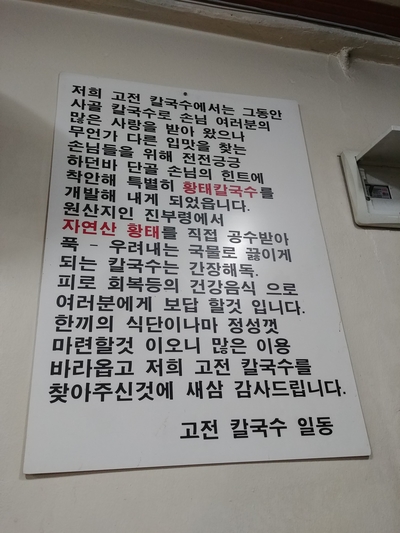 저희 고전 칼국수에서는 그동안
사골 칼국수로 손님 여러분의
많은 사랑을 받아 왔으나
무언가 다른 입맛을 찾는
손님들을 위해 전전긍긍
하던바 단골 손님의 힌트에
착안해 특별히 황태칼국수를
개발해 내게 되었읍니다.
원산지인 진부령에서
자연산 황태를 직접 공수받아
푹 - 우려내는 국물로 끓이게
되는 칼국수는 간장해독.
피로 회복등의 건강음식 으로
여러분에게 보답 할것 입니다.
한끼의 식단이나마 정성껏
마련할것 이오니 많은 이용
바라옵고 저희 고전 칼국수를
찾아주신것에 새삼 감사드립니다.
고전 칼국수 일동